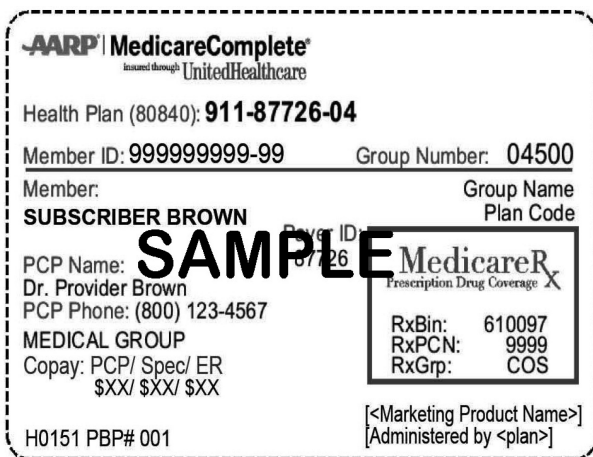 AARP | MedicareComplete®
insured through UnitedHealthcare
Health Plan (80840): 911-87726-04
Member ID: 999999999-99 Group Number: 04500
Member: Group Name
SUBSCRIBER BROWN Plan Code
Payer ID:
SAMPLE
87726
PCP Name:
Dr. Provider Brown
PCP Phone: (800) 123-4567
MEDICAL GROUP
Copay: PCP/ Spec/ ER
$XX/ $XX/ $XX
MedicareRx
Prescription Drug Coverage
RxBin: 610097
RxPCN: 9999
RxGrp: COS
[<Marketing Product Name>]
H0151 PBP# 001 [Administered by <plan>]